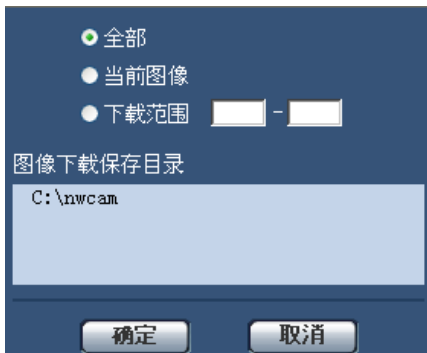 全部
当前图像
下载范围 -
图像下载保存目录
C:\nwcam
确定 取消